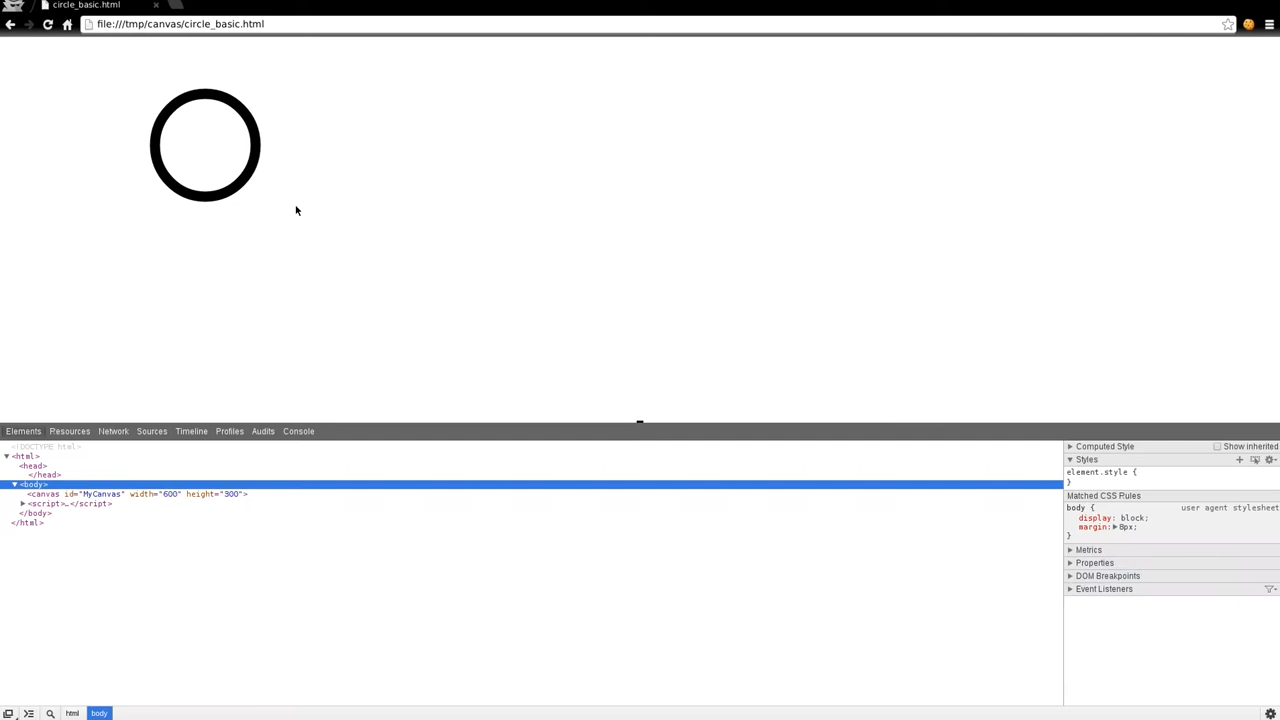 circle_basic.html
file:///tmp/canvas/circle_basic.html
Elements Resources Network Sources Timeline Profiles Audits Console
<!DOCTYPE html>
<html>
<head>
</head>
<body>
<canvas id="MyCanvas" width="600" height="300">
<script>…</script>
</body>
</html>
Computed Style Show inherited
Styles
element.style {
}
Matched CSS Rules
body { user agent stylesheet
display: block;
margin: 8px;
}
Metrics
Properties
DOM Breakpoints
Event Listeners
html body